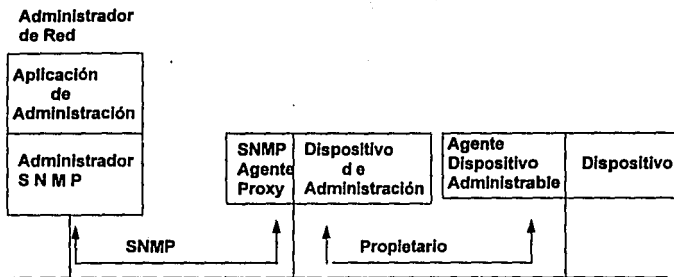 Administrador
de Red
Aplicación
de
Administración
Administrador
S N M P
SNMP
Agente
Proxy
Dispositivo
d e
Administración
Agente
Dispositivo
Administrable
Dispositivo
SNMP
Propietario